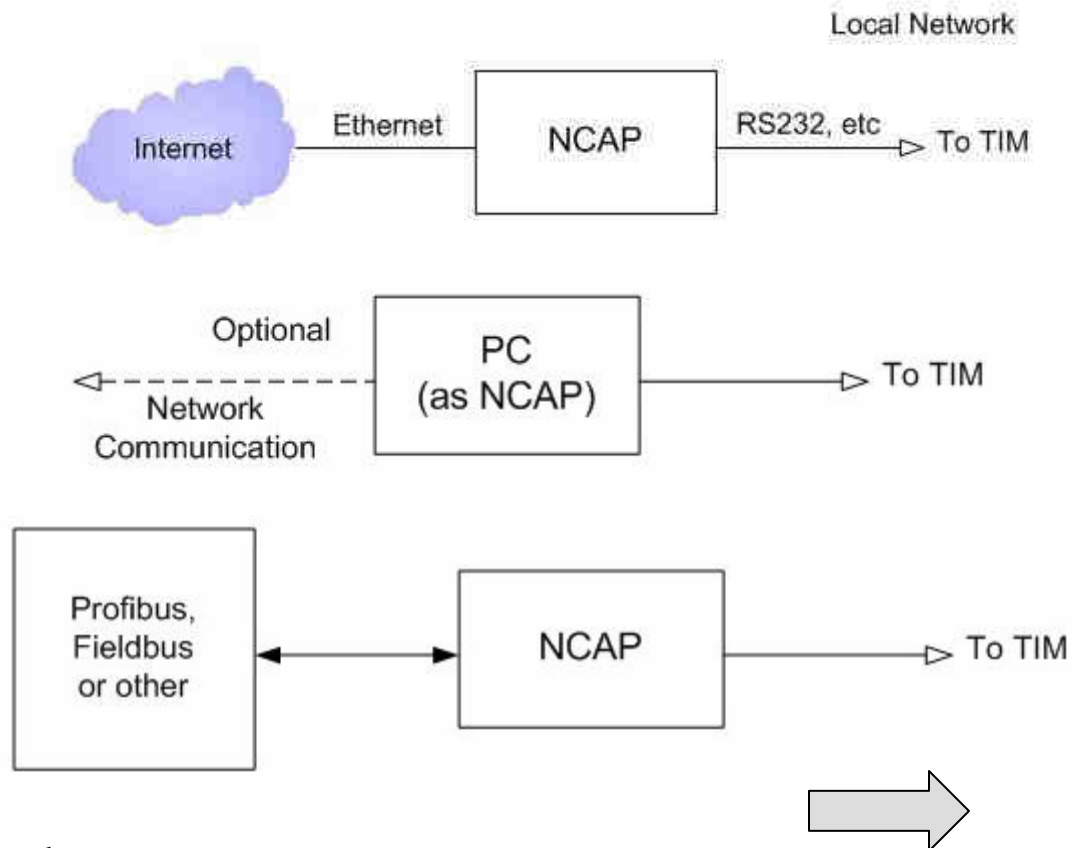 Local Network
Internet
Ethernet
NCAP
RS232, etc
To TIM
Optional
Network
Communication
PC
(as NCAP)
To TIM
Profibus,
Fieldbus
or other
NCAP
To TIM